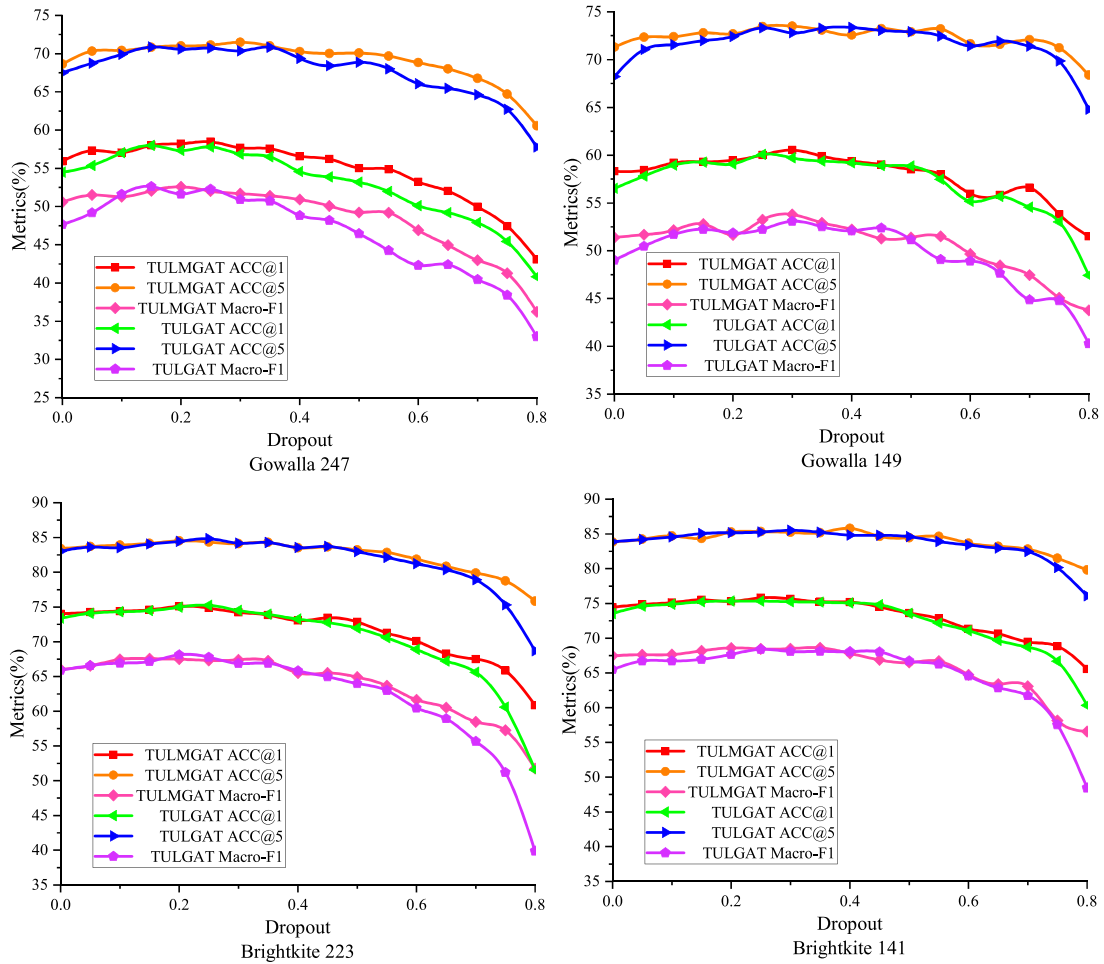 75
70
65
60
55
50
45
40
35
30
25
Metrics(%)
TULMGAT ACC@1
TULMGAT ACC@5
TULMGAT Macro-F1
TULGAT ACC@1
TULGAT ACC@5
TULGAT Macro-F1
0.0 0.2 0.4 0.6 0.8
Dropout
Gowalla 247
75
70
65
60
55
50
45
40
35
Metrics(%)
TULMGAT ACC@1
TULMGAT ACC@5
TULMGAT Macro-F1
TULGAT ACC@1
TULGAT ACC@5
TULGAT Macro-F1
0.0 0.2 0.4 0.6 0.8
Dropout
Gowalla 149
90
85
80
75
70
65
60
55
50
45
40
35
Metrics(%)
TULMGAT ACC@1
TULMGAT ACC@5
TULMGAT Macro-F1
TULGAT ACC@1
TULGAT ACC@5
TULGAT Macro-F1
0.0 0.2 0.4 0.6 0.8
Dropout
Brightkite 223
90
85
80
75
70
65
60
55
50
45
40
35
Metrics(%)
TULMGAT ACC@1
TULMGAT ACC@5
TULMGAT Macro-F1
TULGAT ACC@1
TULGAT ACC@5
TULGAT Macro-F1
0.0 0.2 0.4 0.6 0.8
Dropout
Brightkite 141